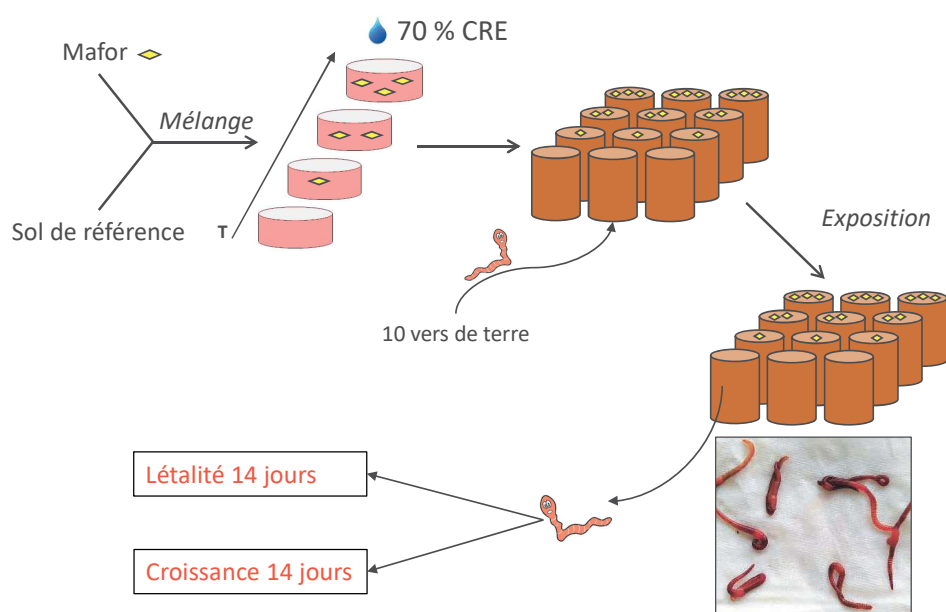 70 % CRE
Mafor
Mélange
Sol de référence
T
Exposition
10 vers de terre
Létalité 14 jours
Croissance 14 jours